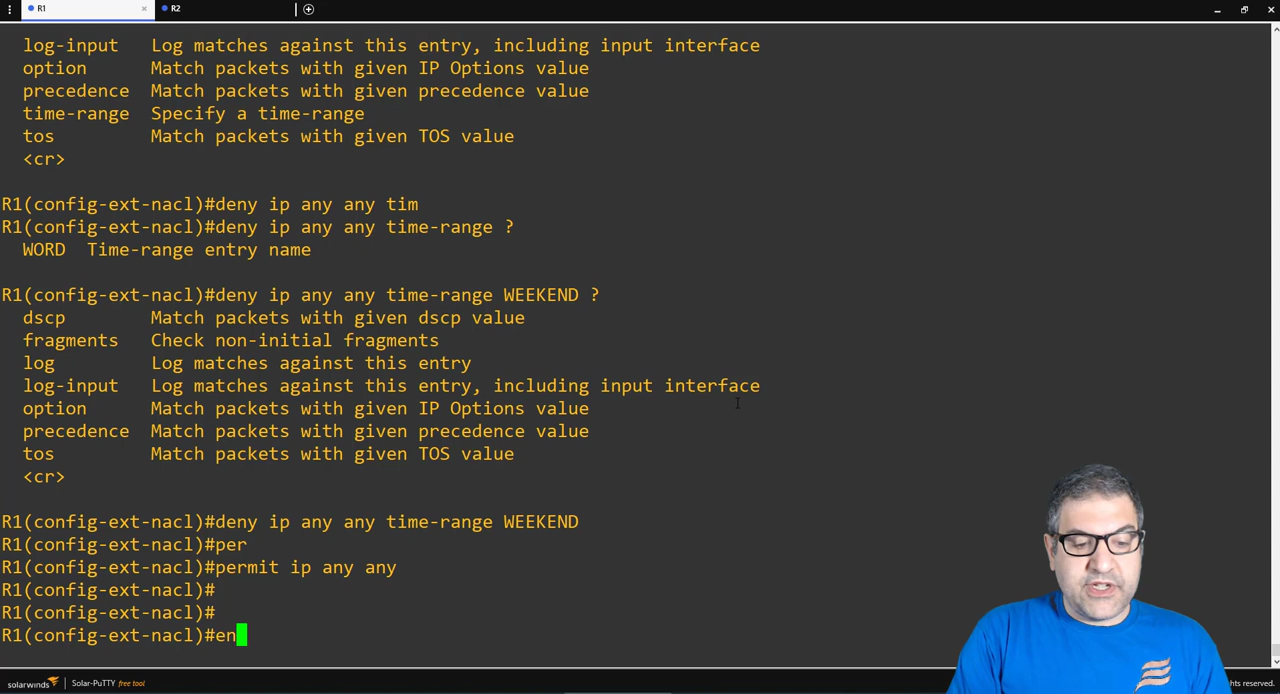 R1
R2
log-input Log matches against this entry, including input interface
option Match packets with given IP Options value
precedence Match packets with given precedence value
time-range Specify a time-range
tos Match packets with given TOS value
<cr>
R1(config-ext-nacl)#deny ip any any tim
R1(config-ext-nacl)#deny ip any any time-range ?
WORD Time-range entry name
R1(config-ext-nacl)#deny ip any any time-range WEEKEND ?
dscp Match packets with given dscp value
fragments Check non-initial fragments
log Log matches against this entry
log-input Log matches against this entry, including input interface
option Match packets with given IP Options value
precedence Match packets with given precedence value
tos Match packets with given TOS value
<cr>
R1(config-ext-nacl)#deny ip any any time-range WEEKEND
R1(config-ext-nacl)#per
R1(config-ext-nacl)#permit ip any any
R1(config-ext-nacl)#
R1(config-ext-nacl)#
R1(config-ext-nacl)#en
solarwinds Solar-PuTTY free tool
hts reserved.